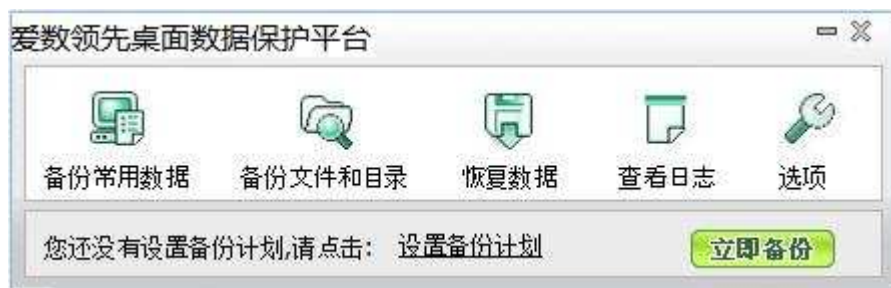 爱数领先桌面数据保护平台
备份常用数据 备份文件和目录 恢复数据 查看日志 选项
您还没有设置备份计划,请点击: 设置备份计划 立即备份